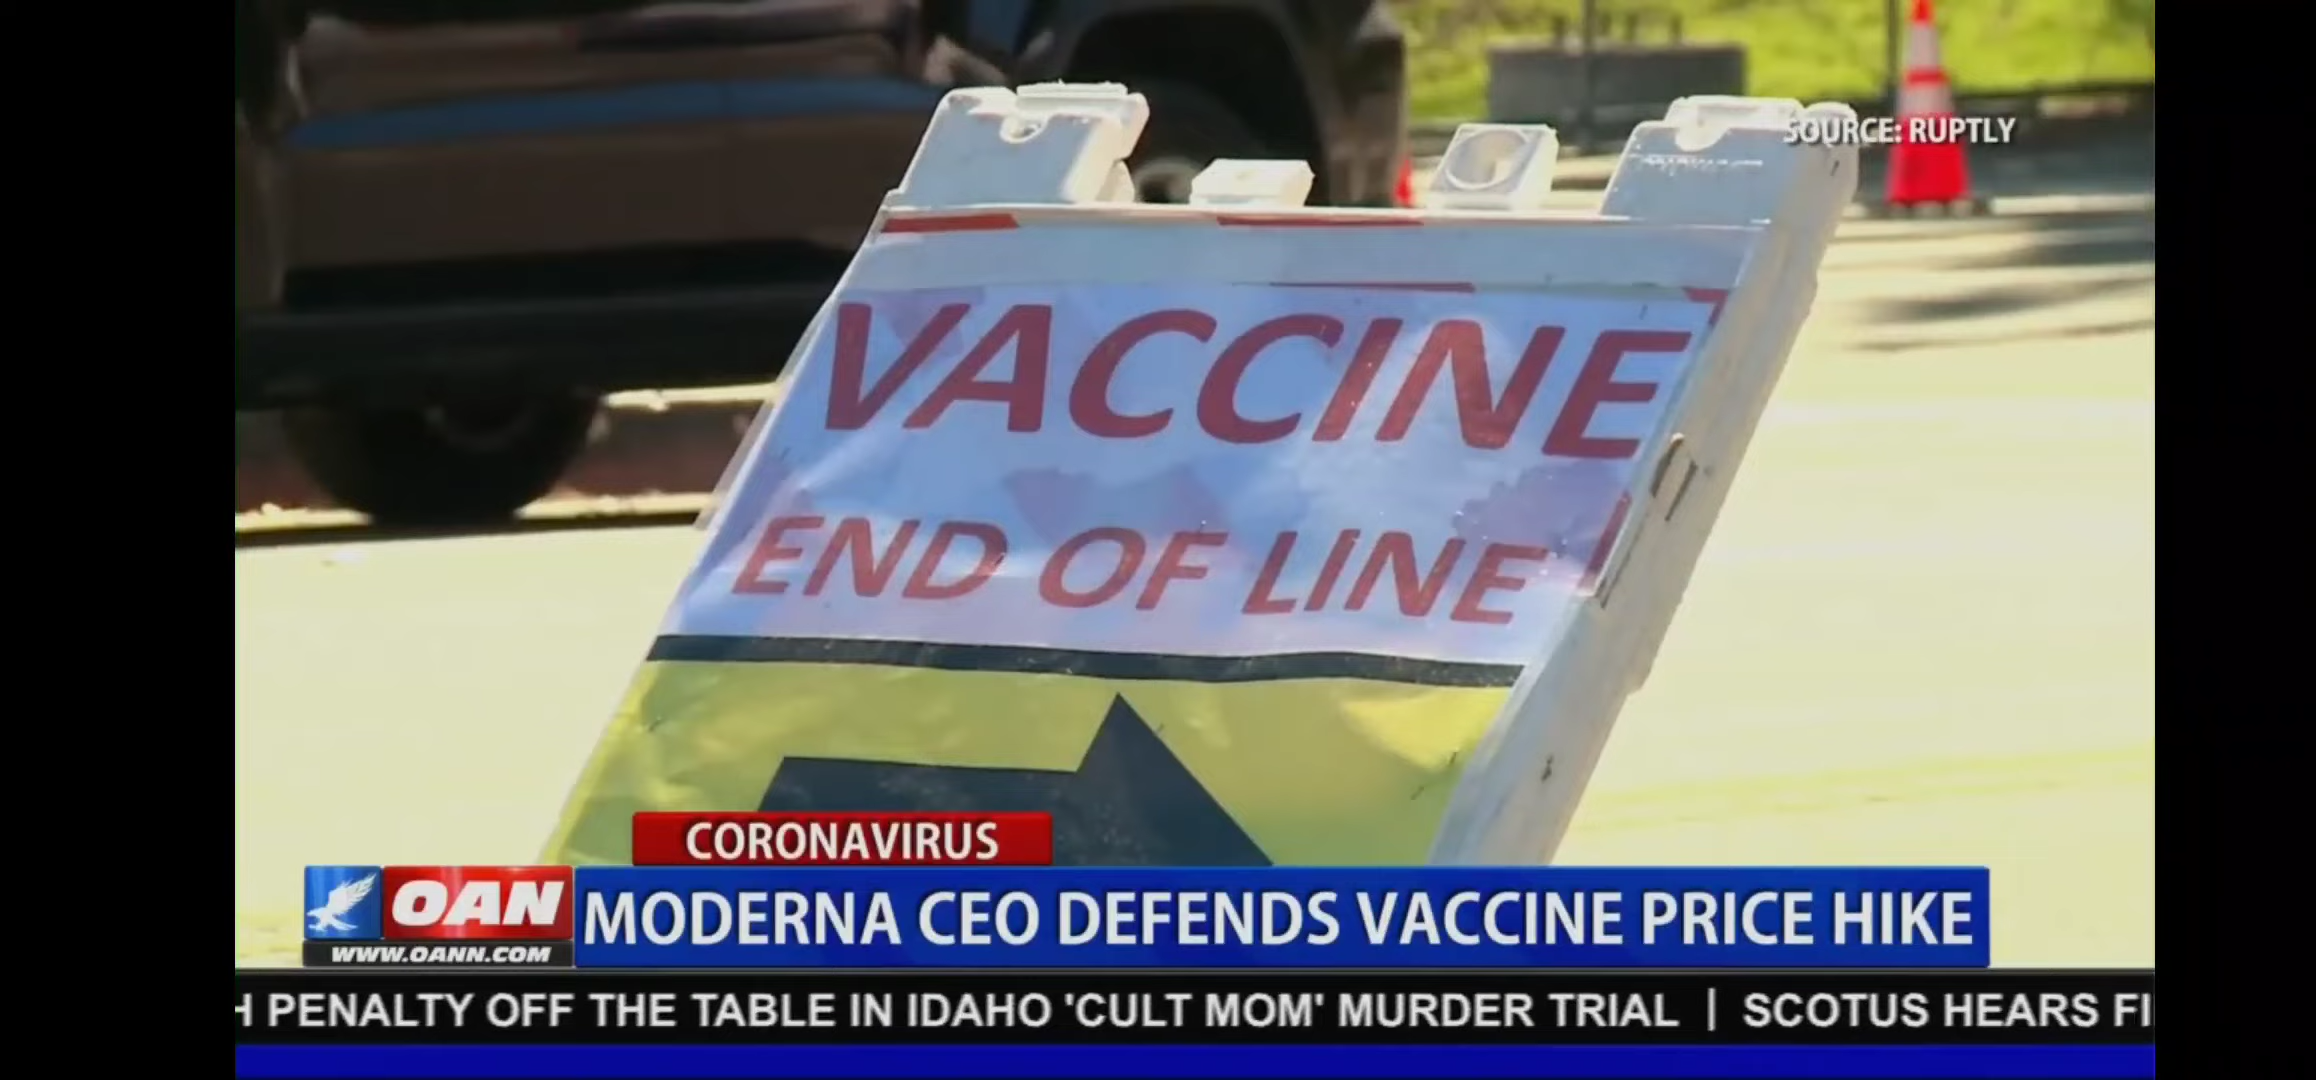 SOURCE: RUPTLY
VACCINE
END OF LINE
CORONAVIRUS
OAN
WWW.OANN.COM
MODERNA CEO DEFENDS VACCINE PRICE HIKE
PENALTY OFF THE TABLE IN IDAHO 'CULT MOM' MURDER TRIAL | SCOTUS HEARS